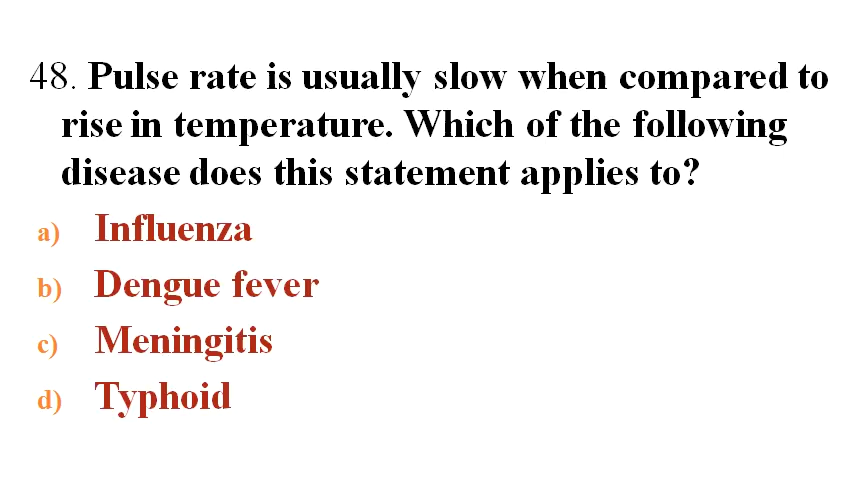 48. Pulse rate is usually slow when compared to
rise in temperature. Which of the following
disease does this statement applies to?
a) Influenza
b) Dengue fever
c) Meningitis
d) Typhoid